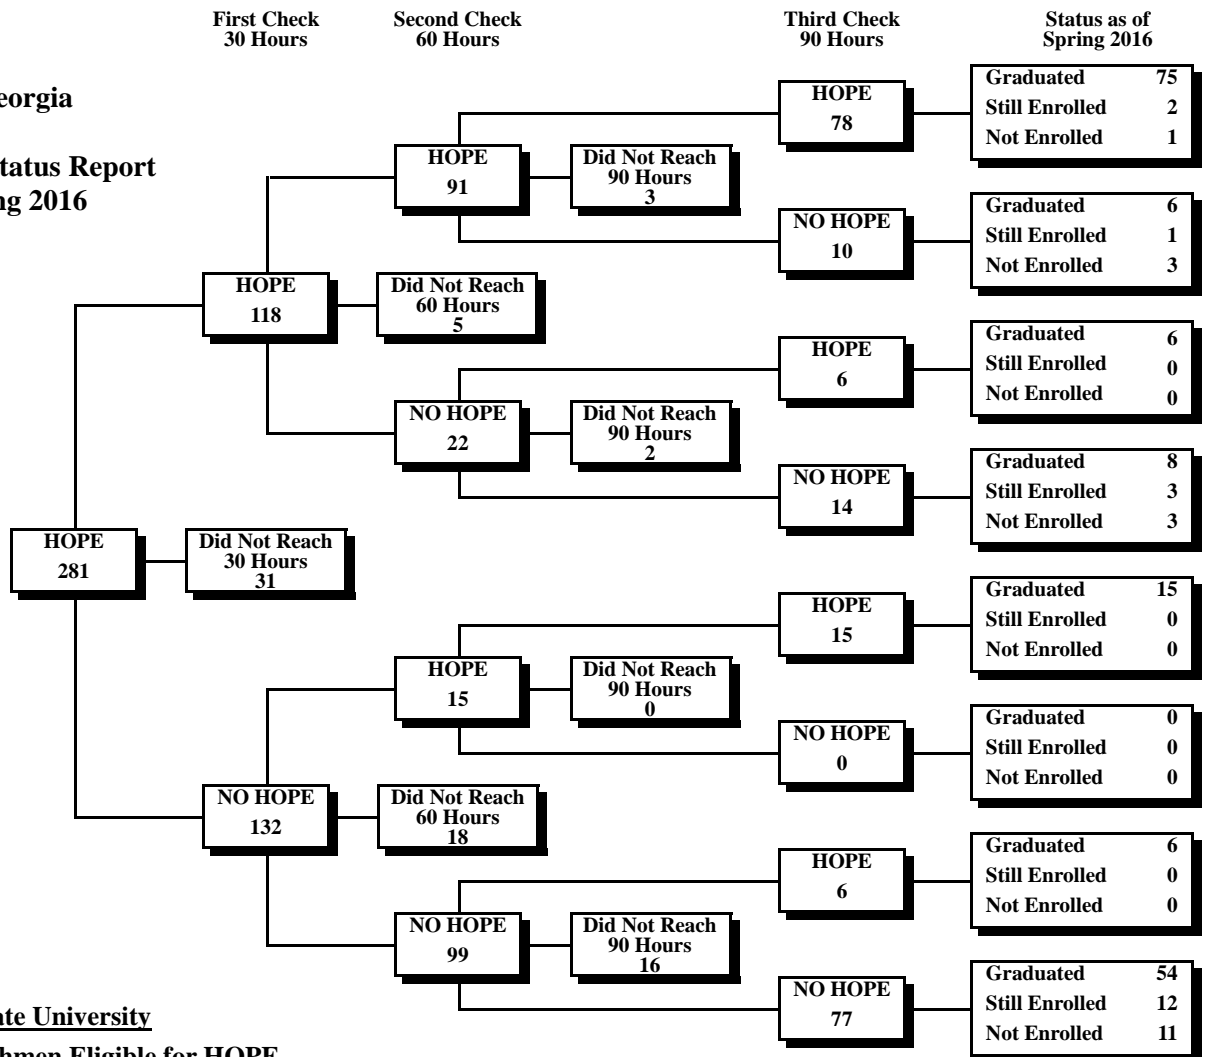 First Check
30 Hours
Second Check
60 Hours
Third Check
90 Hours
Status as of
Spring 2016
Status Report
2016
HOPE
281
Did Not Reach
30 Hours
31
HOPE
118
Did Not Reach
60 Hours
5
NO HOPE
132
Did Not Reach
60 Hours
18
HOPE
91
Did Not Reach
90 Hours
3
NO HOPE
22
Did Not Reach
90 Hours
2
HOPE
15
Did Not Reach
90 Hours
0
NO HOPE
99
Did Not Reach
90 Hours
16
HOPE
78
Graduated 75
Still Enrolled 2
Not Enrolled 1
NO HOPE
10
Graduated 6
Still Enrolled 1
Not Enrolled 3
HOPE
6
Graduated 6
Still Enrolled 0
Not Enrolled 0
NO HOPE
14
Graduated 8
Still Enrolled 3
Not Enrolled 3
HOPE
15
Graduated 15
Still Enrolled 0
Not Enrolled 0
NO HOPE
0
Graduated 0
Still Enrolled 0
Not Enrolled 0
HOPE
6
Graduated 6
Still Enrolled 0
Not Enrolled 0
NO HOPE
77
Graduated 54
Still Enrolled 12
Not Enrolled 11
University
Eligible for HOPE